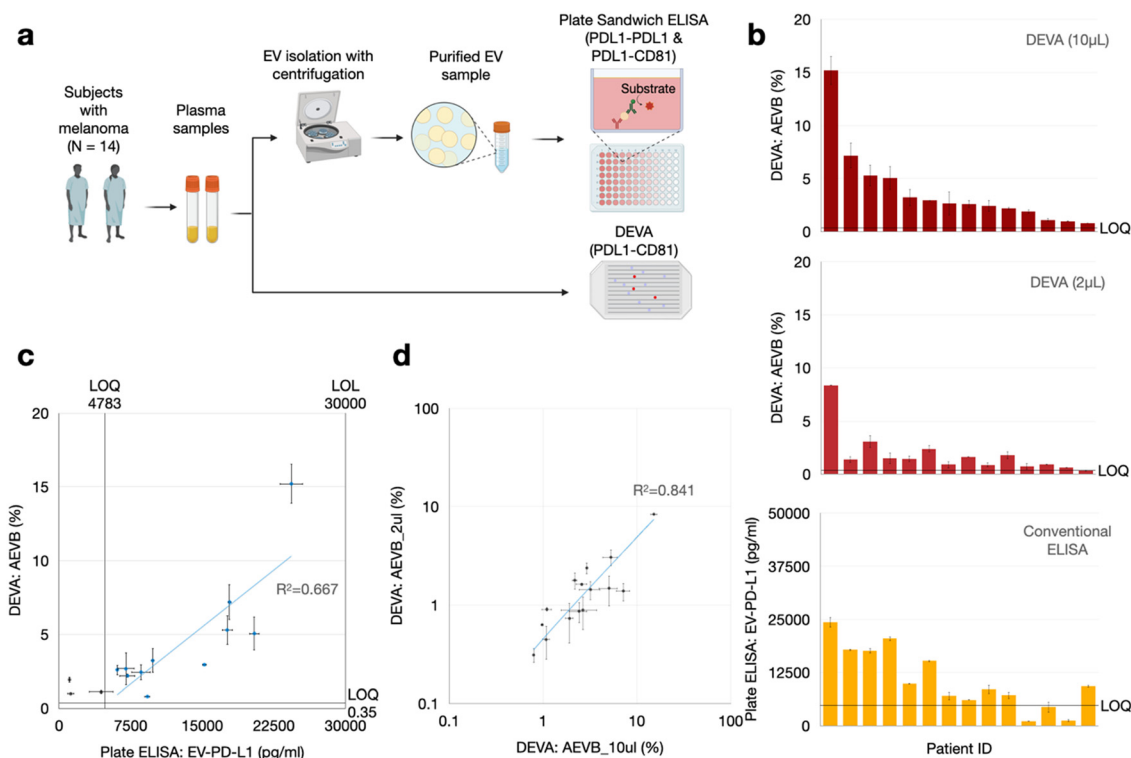 a
Subjects
with
melanoma
(N = 14)
Plasma
samples
EV isolation with
centrifugation
Purified EV
sample
Plate Sandwich ELISA
(PDL1-PDL1 &
PDL1-CD81)
Substrate
DEVA
(PDL1-CD81)
b
DEVA: AEVB (%)
20
15
10
5
0
DEVA (10µL)
LOQ
DEVA: AEVB (%)
20
15
10
5
0
DEVA (2µL)
LOQ
Plate ELISA: EV-PD-L1 (pg/ml)
50000
37500
25000
12500
0
Conventional
ELISA
LOQ
Patient ID
c
LOQ
4783
LOL
30000
DEVA: AEVB (%)
20
15
10
5
0
R²=0.667
LOQ
0.35
0
7500
15000
22500
30000
Plate ELISA: EV-PD-L1 (pg/ml)
d
DEVA: AEVB_2ul (%)
100
10
1
0.1
R²=0.841
0.1
1
10
100
DEVA: AEVB_10ul (%)